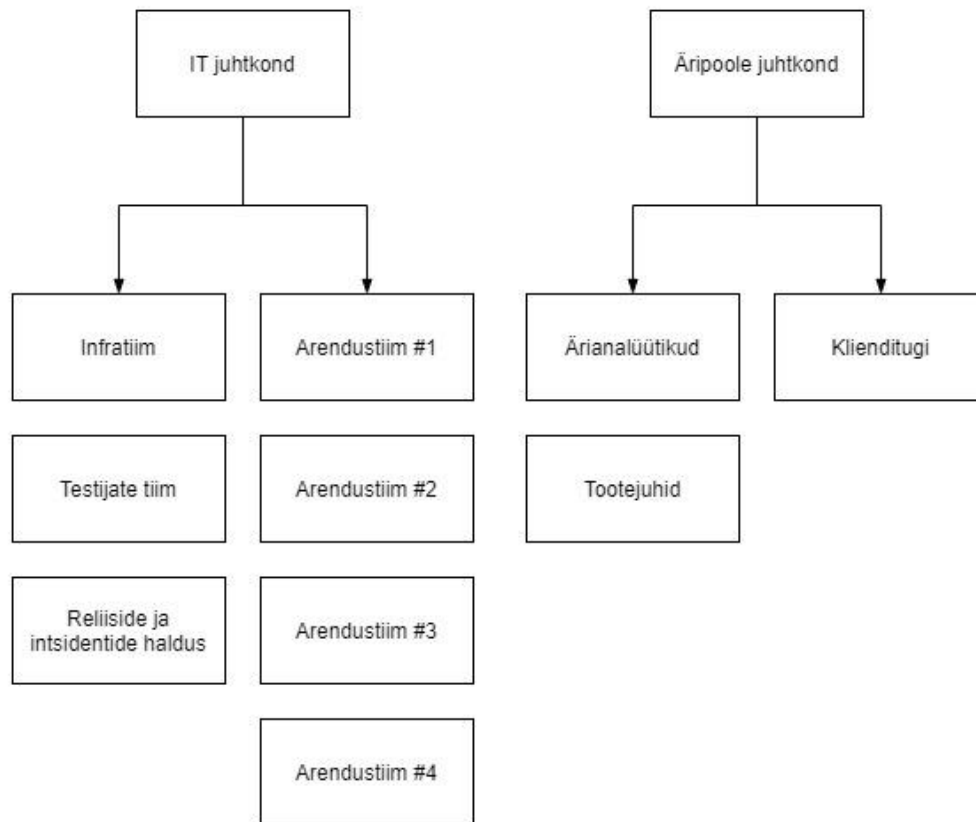 IT juhtkond
Äripoole juhtkond
Infratiim
Arendustiim #1
Ärianalüütikud
Klienditugi
Testijate tiim
Arendustiim #2
Tootejuhid
Reliiside ja
intsidentide haldus
Arendustiim #3
Arendustiim #4